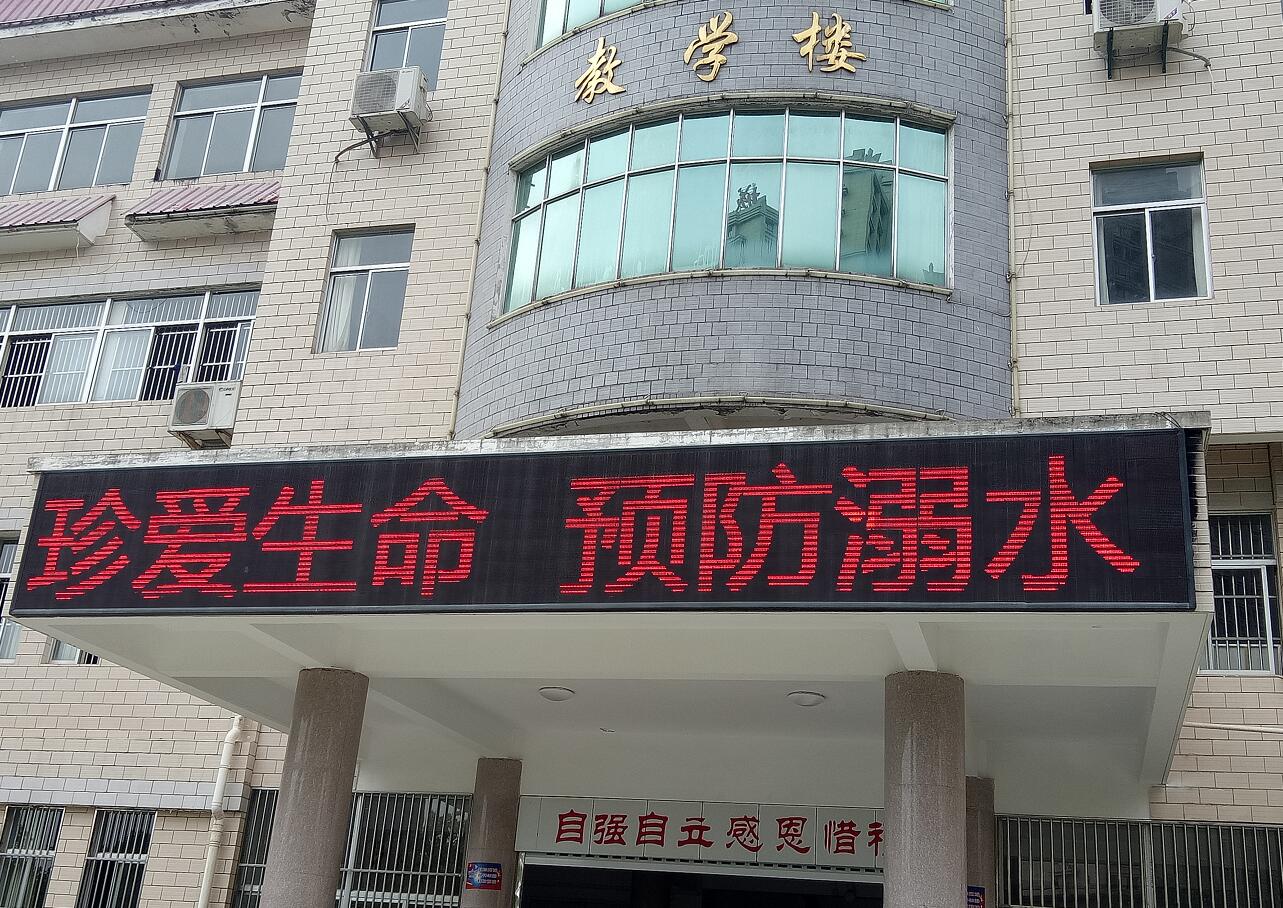 教学楼
珍爱生命 预防溺水
自强自立感恩惜